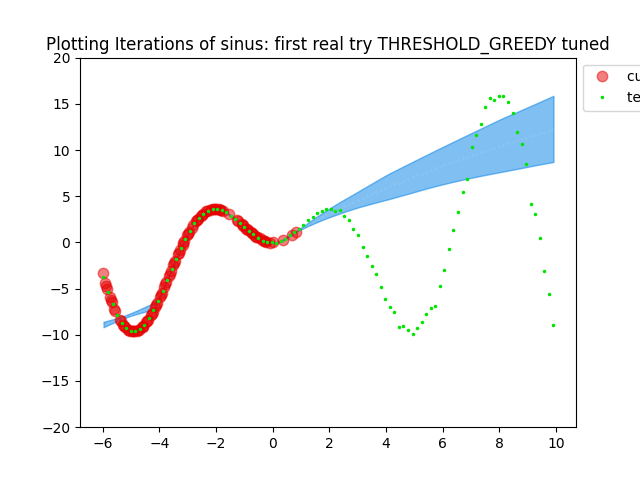 Plotting Iterations of sinus: first real try THRESHOLD_GREEDY tuned
20
15
10
5
0
−5
−10
−15
−20
−6 −4 −2 0 2 4 6 8 10
cu
te